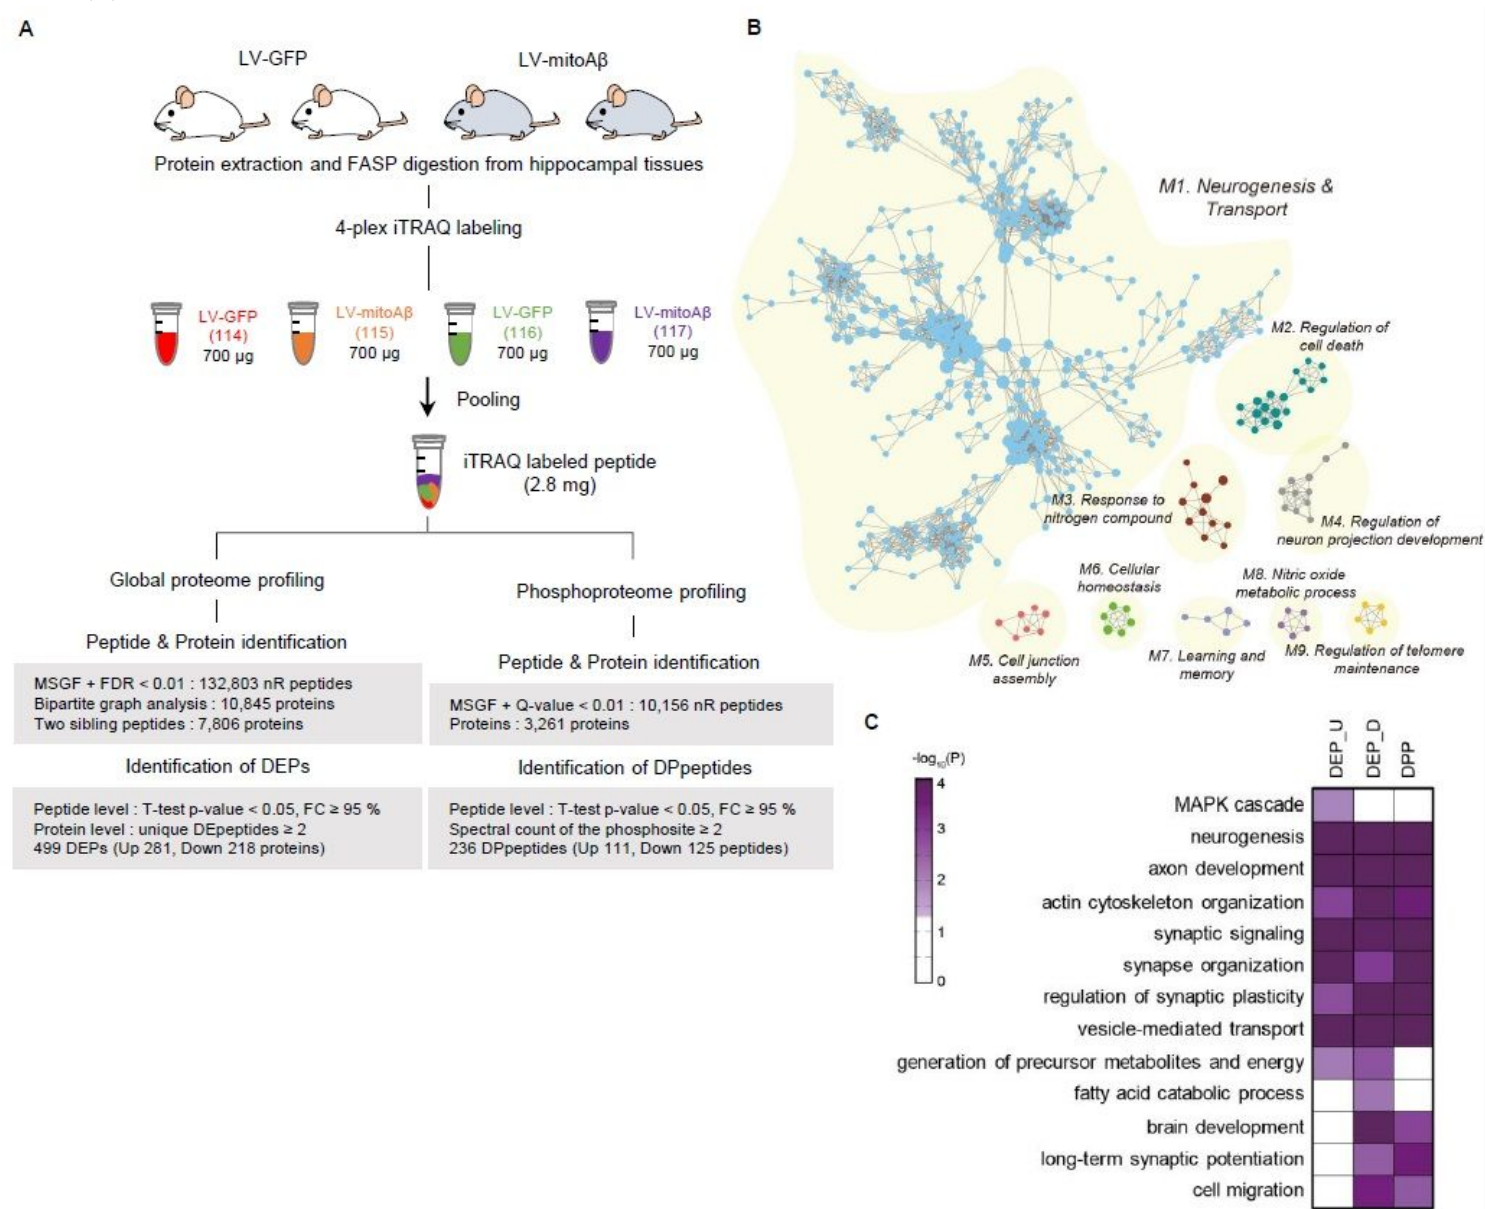 A
LV-GFP
LV-mitoAβ
Protein extraction and FASP digestion from hippocampal tissues
4-plex iTRAQ labeling
LV-GFP
(114)
700 µg
LV-mitoAβ
(115)
700 µg
LV-GFP
(116)
700 µg
LV-mitoAβ
(117)
700 µg
Pooling
iTRAQ labeled peptide
(2.8 mg)
Global proteome profiling
Peptide & Protein identification
MSGF + FDR < 0.01 : 132,803 nR peptides
Bipartite graph analysis : 10,845 proteins
Two sibling peptides : 7,806 proteins
Identification of DEPs
Peptide level : T-test p-value < 0.05, FC ≥ 95 %
Protein level : unique DEpeptides ≥ 2
499 DEPs (Up 281, Down 218 proteins)
Phosphoproteome profiling
Peptide & Protein identification
MSGF + Q-value < 0.01 : 10,156 nR peptides
Proteins : 3,261 proteins
Identification of DPpeptides
Peptide level : T-test p-value < 0.05, FC ≥ 95 %
Spectral count of the phosphosite ≥ 2
236 DPpeptides (Up 111, Down 125 peptides)
B
M1. Neurogenesis &
Transport
M2. Regulation of
cell death
M3. Response to
nitrogen compound
M4. Regulation of
neuron projection development
M6. Cellular
homeostasis
M8. Nitric oxide
metabolic process
M5. Cell junction
assembly
M7. Learning and
memory
M9. Regulation of telomere
maintenance
C
-log10(P)
4
3
2
1
0
DEP_U
DEP_D
DPP
MAPK cascade
neurogenesis
axon development
actin cytoskeleton organization
synaptic signaling
synapse organization
regulation of synaptic plasticity
vesicle-mediated transport
generation of precursor metabolites and energy
fatty acid catabolic process
brain development
long-term synaptic potentiation
cell migration